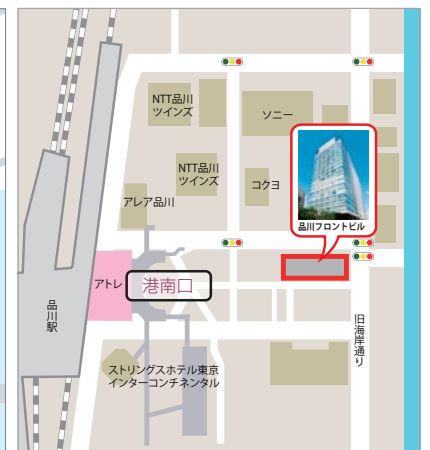 NTT品川
ツインズ
ソニー
NTT品川
ツインズ
コクヨ
アレア品川
品川フロントビル
アトレ
港南口
品川駅
旧海岸通り
ストリングスホテル東京
インターコンチネンタル